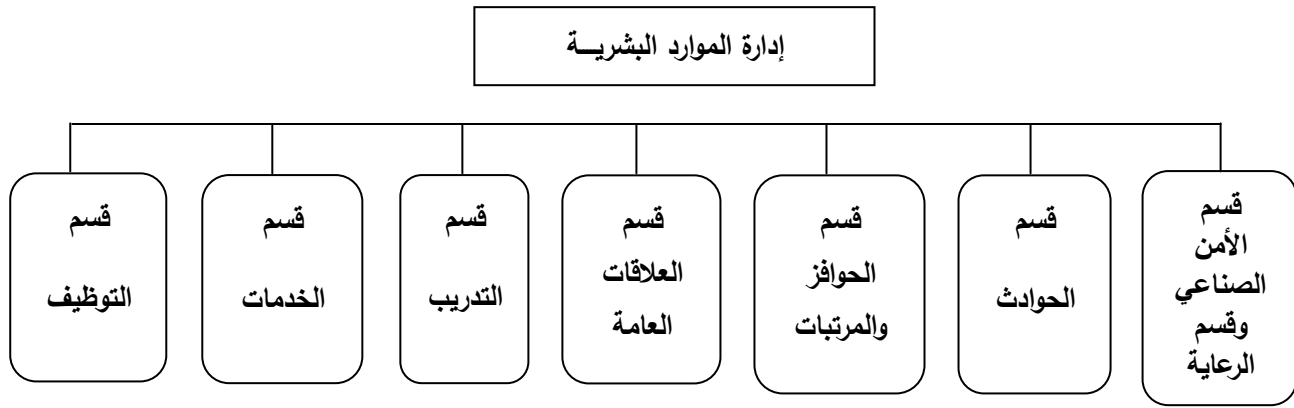 إدارة الموارد البشريــة
قسم
الأمن
الصناعي
وقسم
الرعاية
قسم
الحوادث
قسم
الحوافز
والمرتبات
قسم
العلاقات
العامة
قسم
التدريب
قسم
الخدمات
قسم
التوظيف